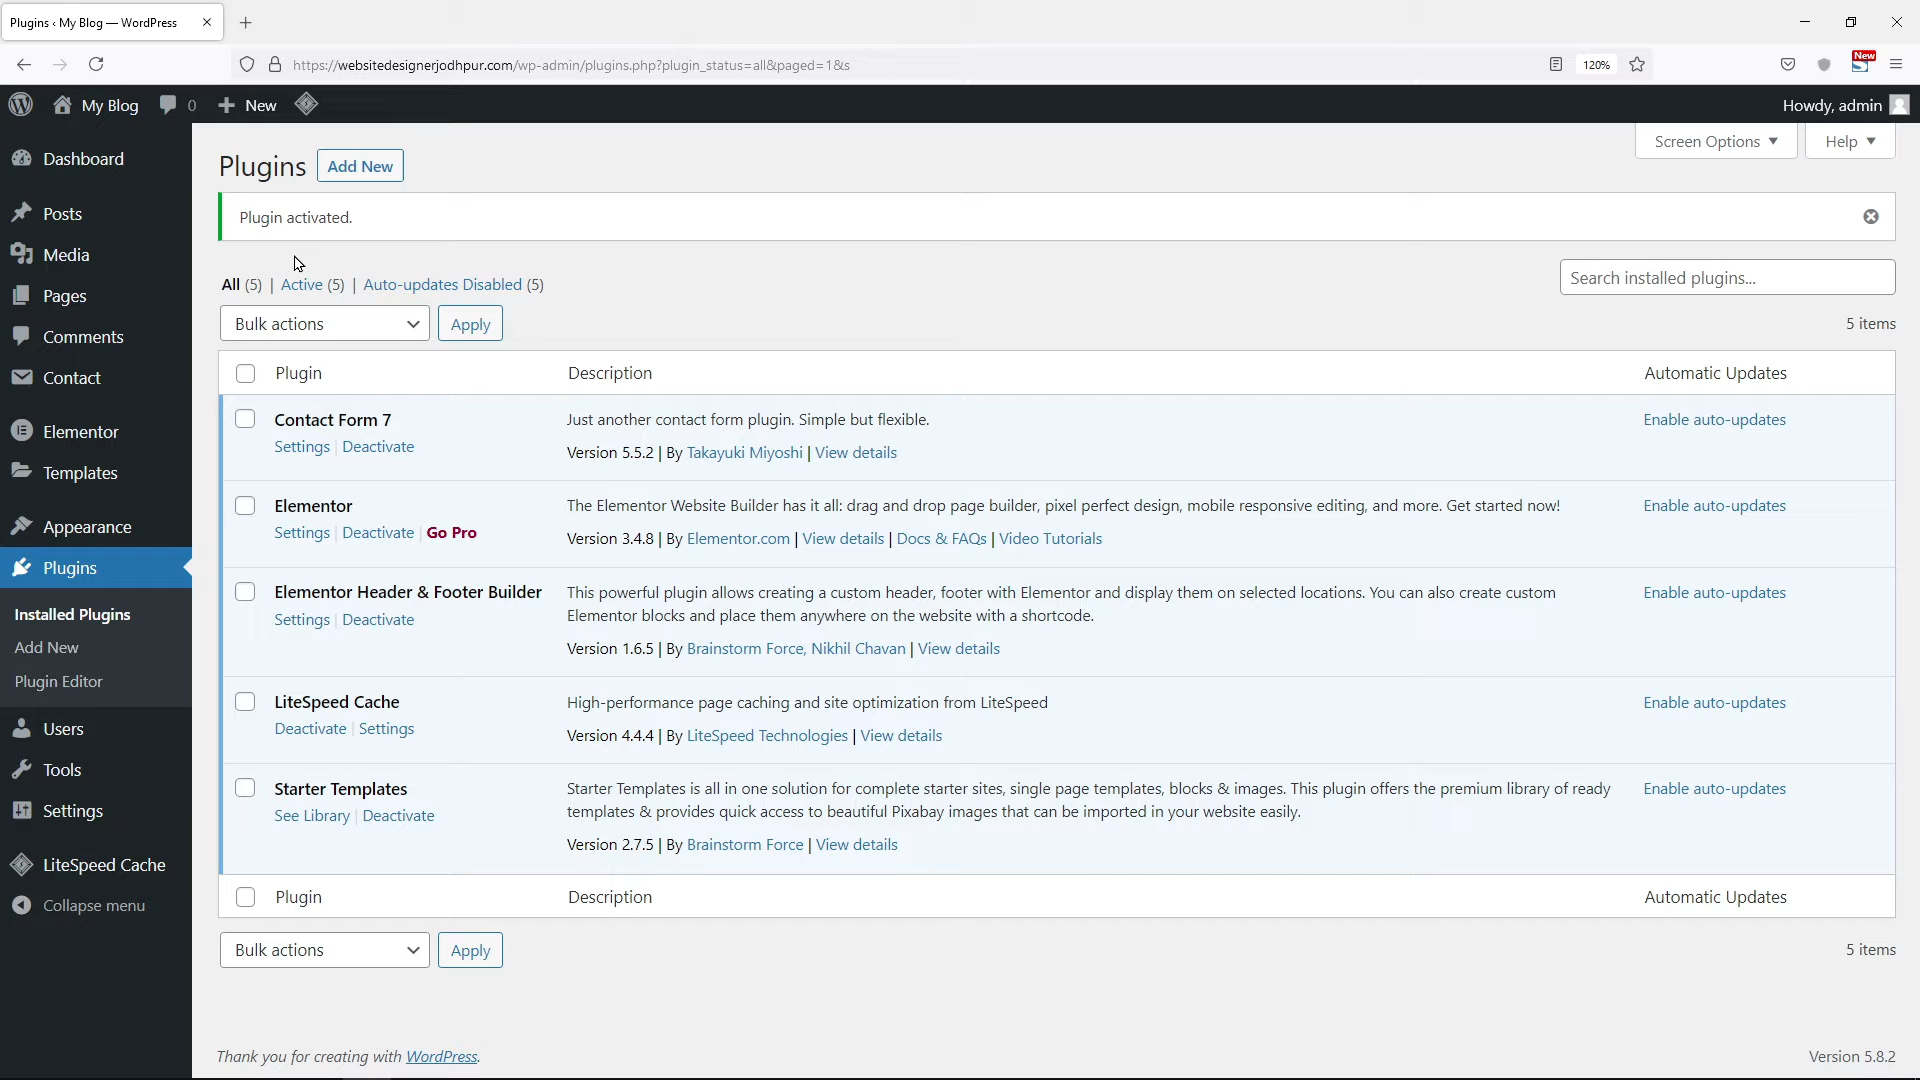 Plugins ‹ My Blog — WordPress
https://websitedesignerjodhpur.com/wp-admin/plugins.php?plugin_status=all&paged=1&s
120%
New
My Blog
0
New
Howdy, admin
Dashboard
Posts
Media
Pages
Comments
Contact
Elementor
Templates
Appearance
Plugins
Installed Plugins
Add New
Plugin Editor
Users
Tools
Settings
LiteSpeed Cache
Collapse menu
Screen Options
Help
Plugins
Add New
Plugin activated.
All (5) | Active (5) | Auto-updates Disabled (5)
Search installed plugins...
Bulk actions
Apply
5 items
Plugin Description Automatic Updates
Contact Form 7
Settings | Deactivate
Just another contact form plugin. Simple but flexible.
Version 5.5.2 | By Takayuki Miyoshi | View details
Enable auto-updates
Elementor
Settings | Deactivate | Go Pro
The Elementor Website Builder has it all: drag and drop page builder, pixel perfect design, mobile responsive editing, and more. Get started now!
Version 3.4.8 | By Elementor.com | View details | Docs & FAQs | Video Tutorials
Enable auto-updates
Elementor Header & Footer Builder
Settings | Deactivate
This powerful plugin allows creating a custom header, footer with Elementor and display them on selected locations. You can also create custom
Elementor blocks and place them anywhere on the website with a shortcode.
Version 1.6.5 | By Brainstorm Force, Nikhil Chavan | View details
Enable auto-updates
LiteSpeed Cache
Deactivate | Settings
High-performance page caching and site optimization from LiteSpeed
Version 4.4.4 | By LiteSpeed Technologies | View details
Enable auto-updates
Starter Templates
See Library | Deactivate
Starter Templates is all in one solution for complete starter sites, single page templates, blocks & images. This plugin offers the premium library of ready
templates & provides quick access to beautiful Pixabay images that can be imported in your website easily.
Version 2.7.5 | By Brainstorm Force | View details
Enable auto-updates
Plugin Description Automatic Updates
Bulk actions
Apply
5 items
Thank you for creating with WordPress.
Version 5.8.2